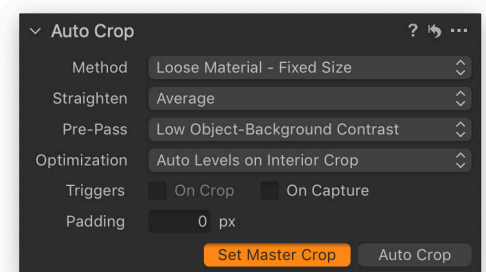 Auto Crop ?
Method Loose Material - Fixed Size
Straighten Average
Pre-Pass Low Object-Background Contrast
Optimization Auto Levels on Interior Crop
Triggers On Crop On Capture
Padding 0 px
Set Master Crop Auto Crop